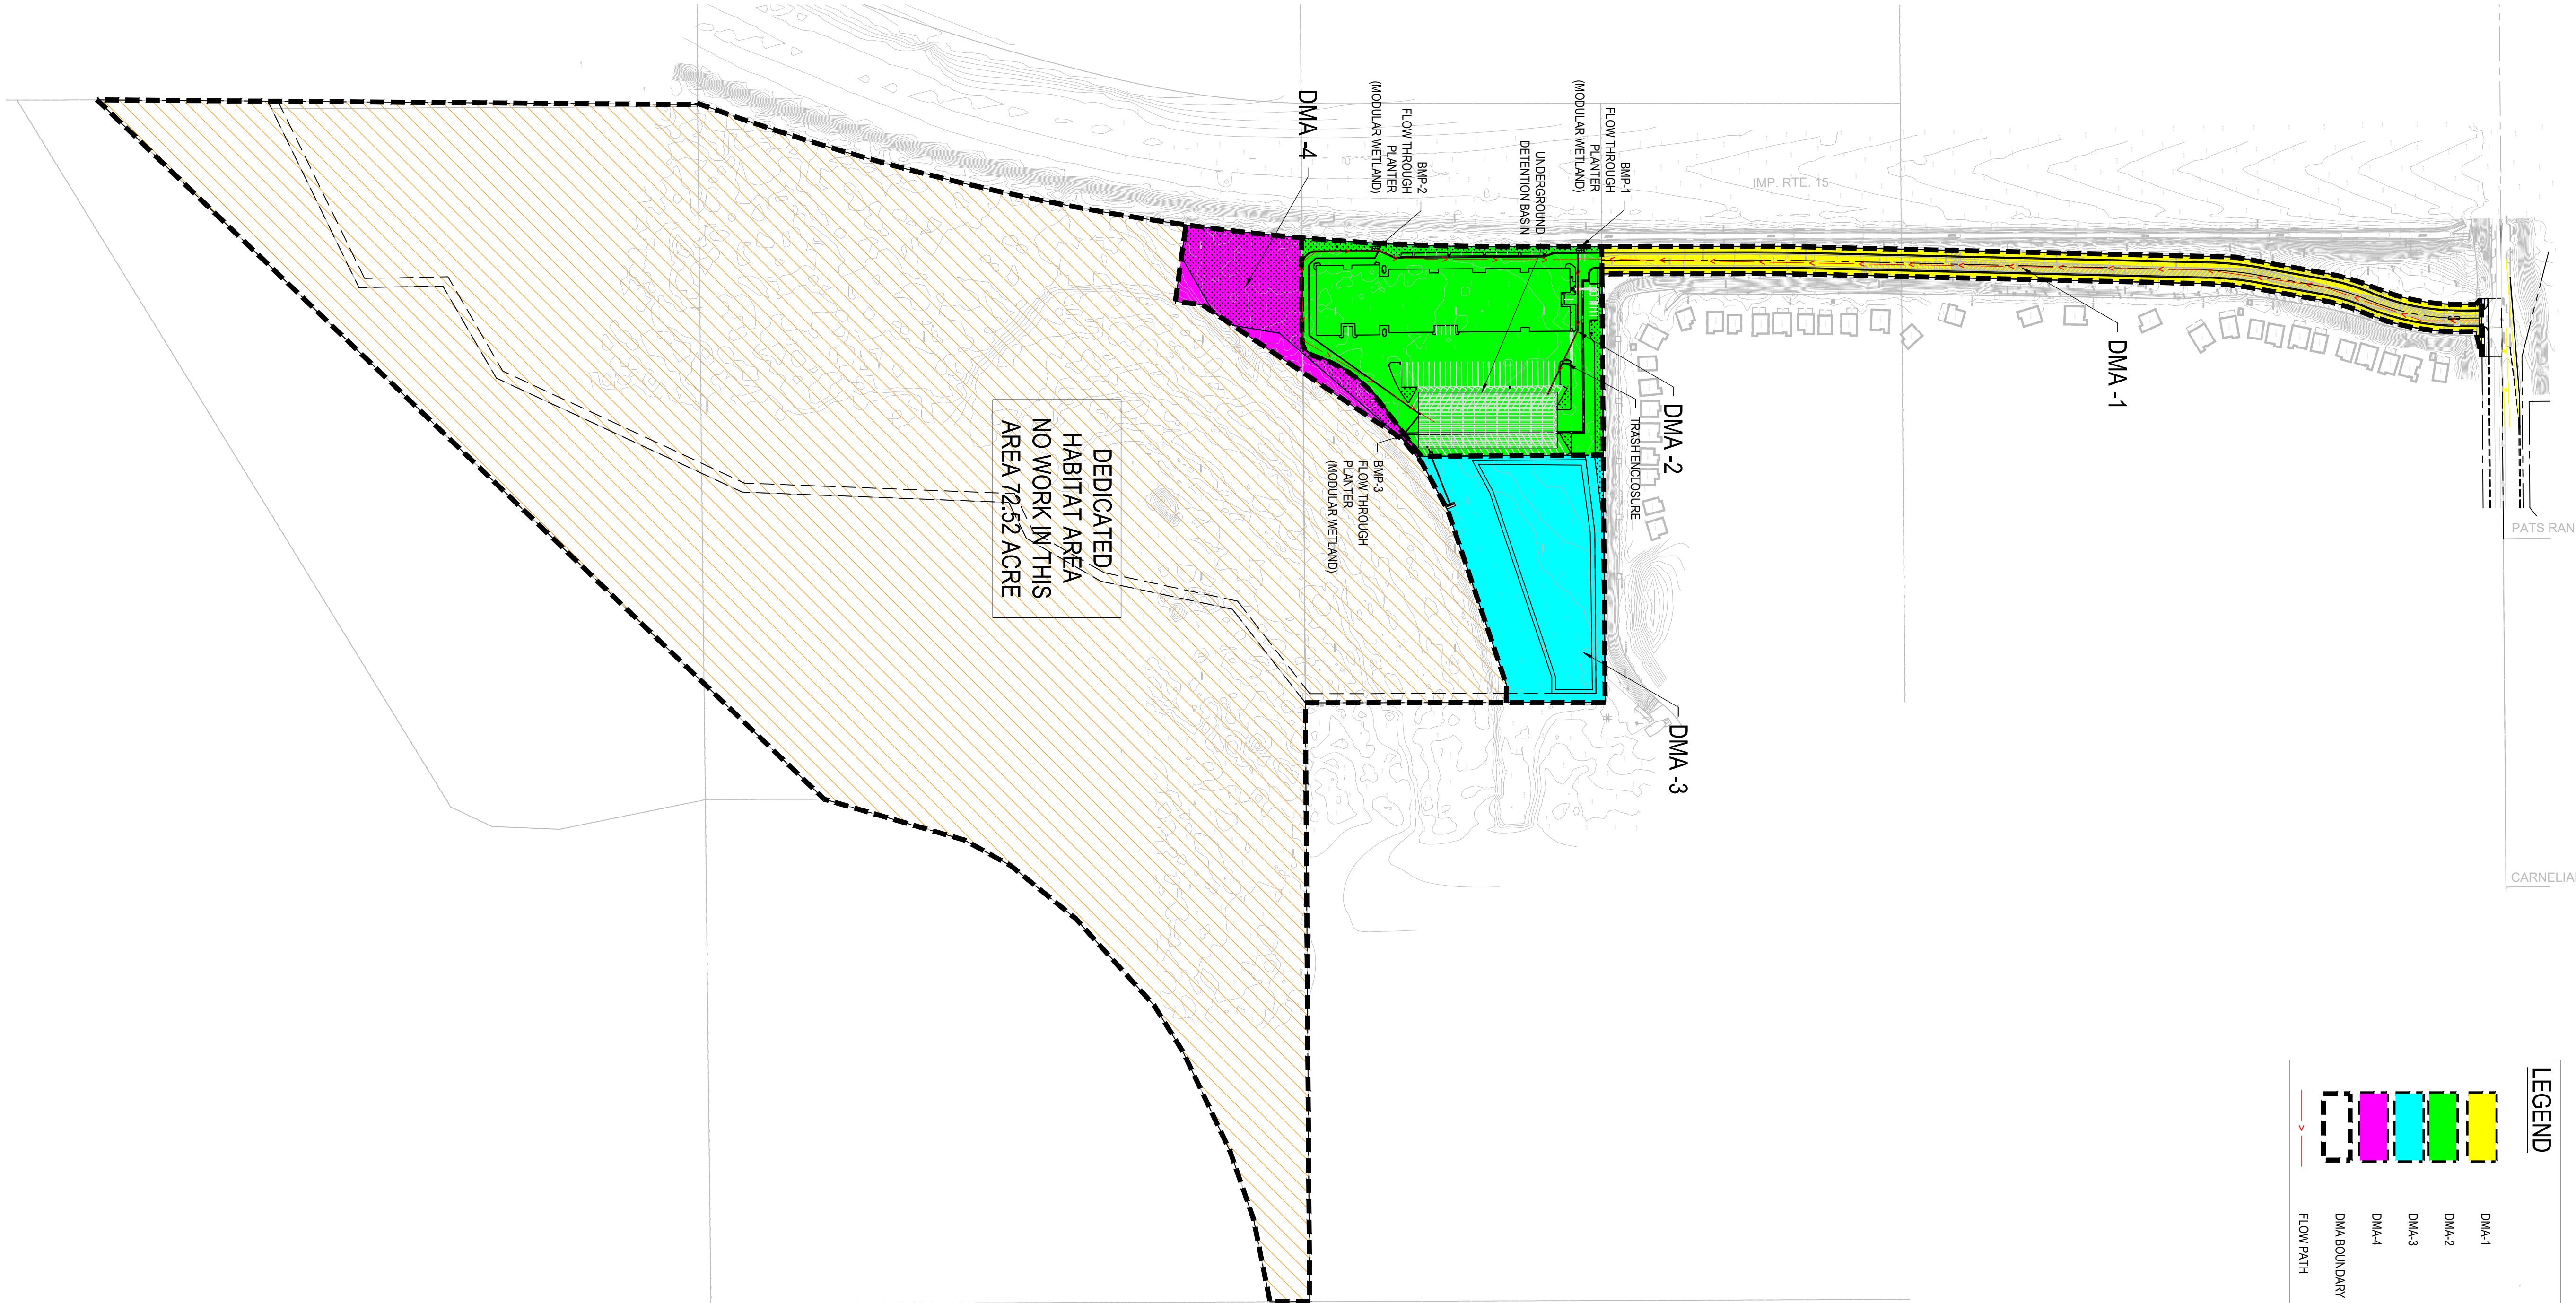 DMA -4
BMP-2
FLOW THROUGH
PLANTER
(MODULAR WETLAND)
BMP-1
FLOW THROUGH
PLANTER
(MODULAR WETLAND)
UNDERGROUND
DETENTION BASIN
IMP. RTE. 15
DMA -1
DMA -2
TRASH ENCLOSURE
BMP-3
FLOW THROUGH
PLANTER
(MODULAR WETLAND)
DMA -3
DEDICATED
HABITAT AREA
NO WORK IN THIS
AREA 72.52 ACRE
PATS RAN
CARNELIA
LEGEND
DMA-1
DMA-2
DMA-3
DMA-4
DMA BOUNDARY
FLOW PATH